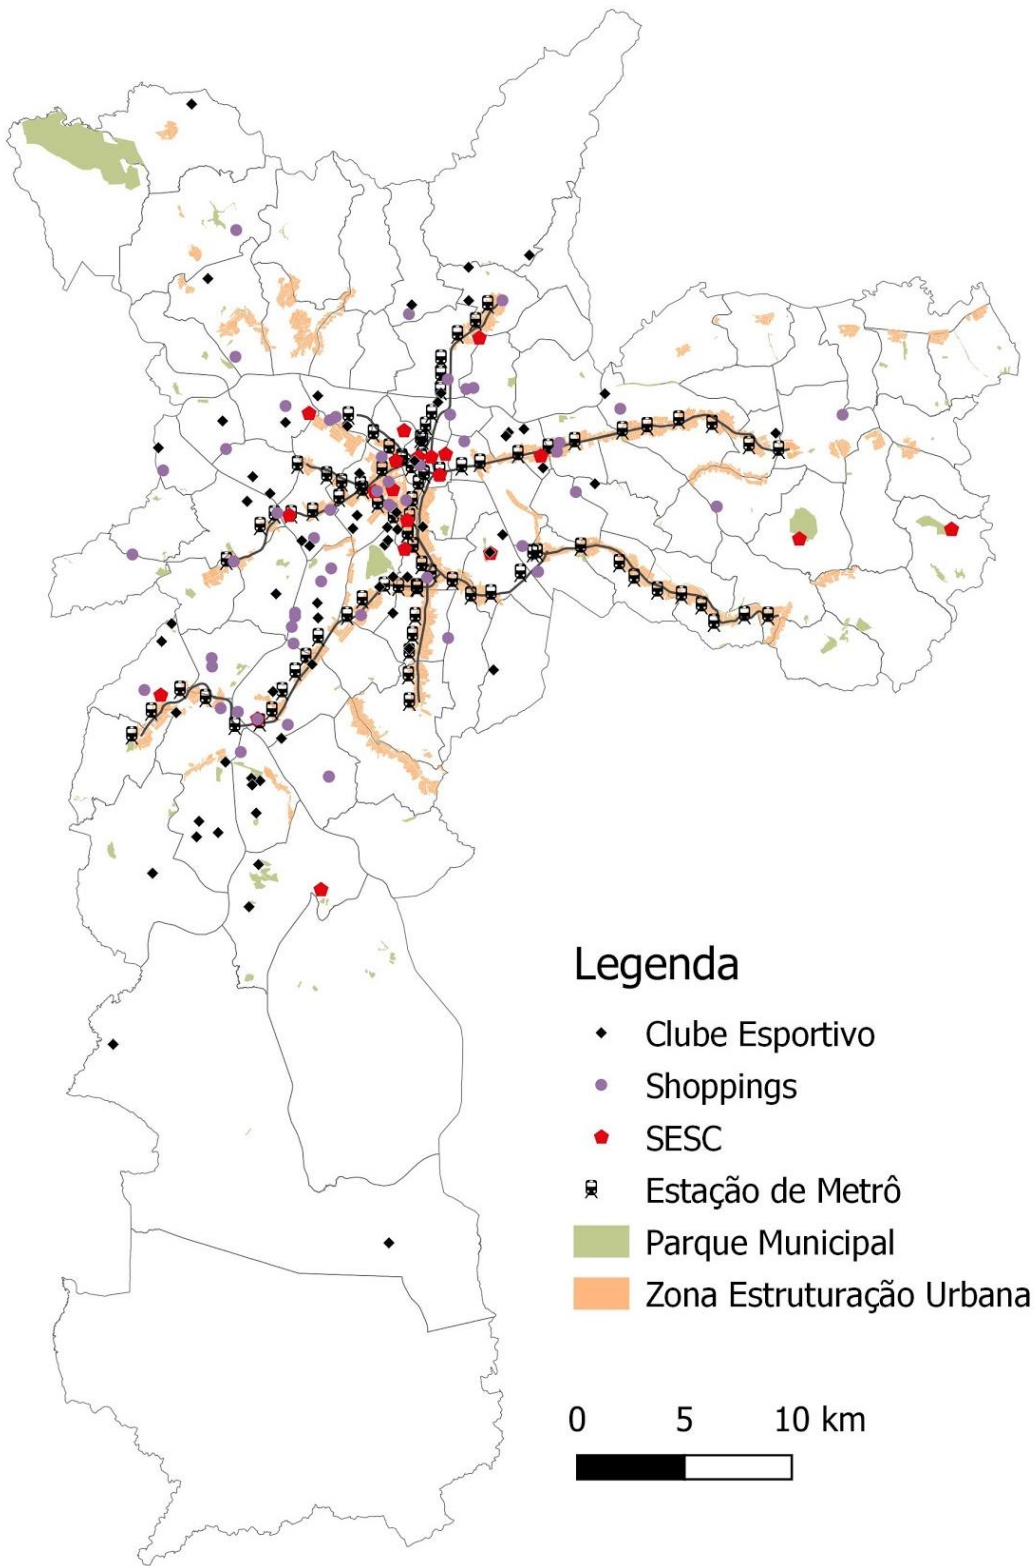 Legenda
Clube Esportivo
Shoppings
SESC
Estação de Metrô
Parque Municipal
Zona Estruturação Urbana
0 5 10 km